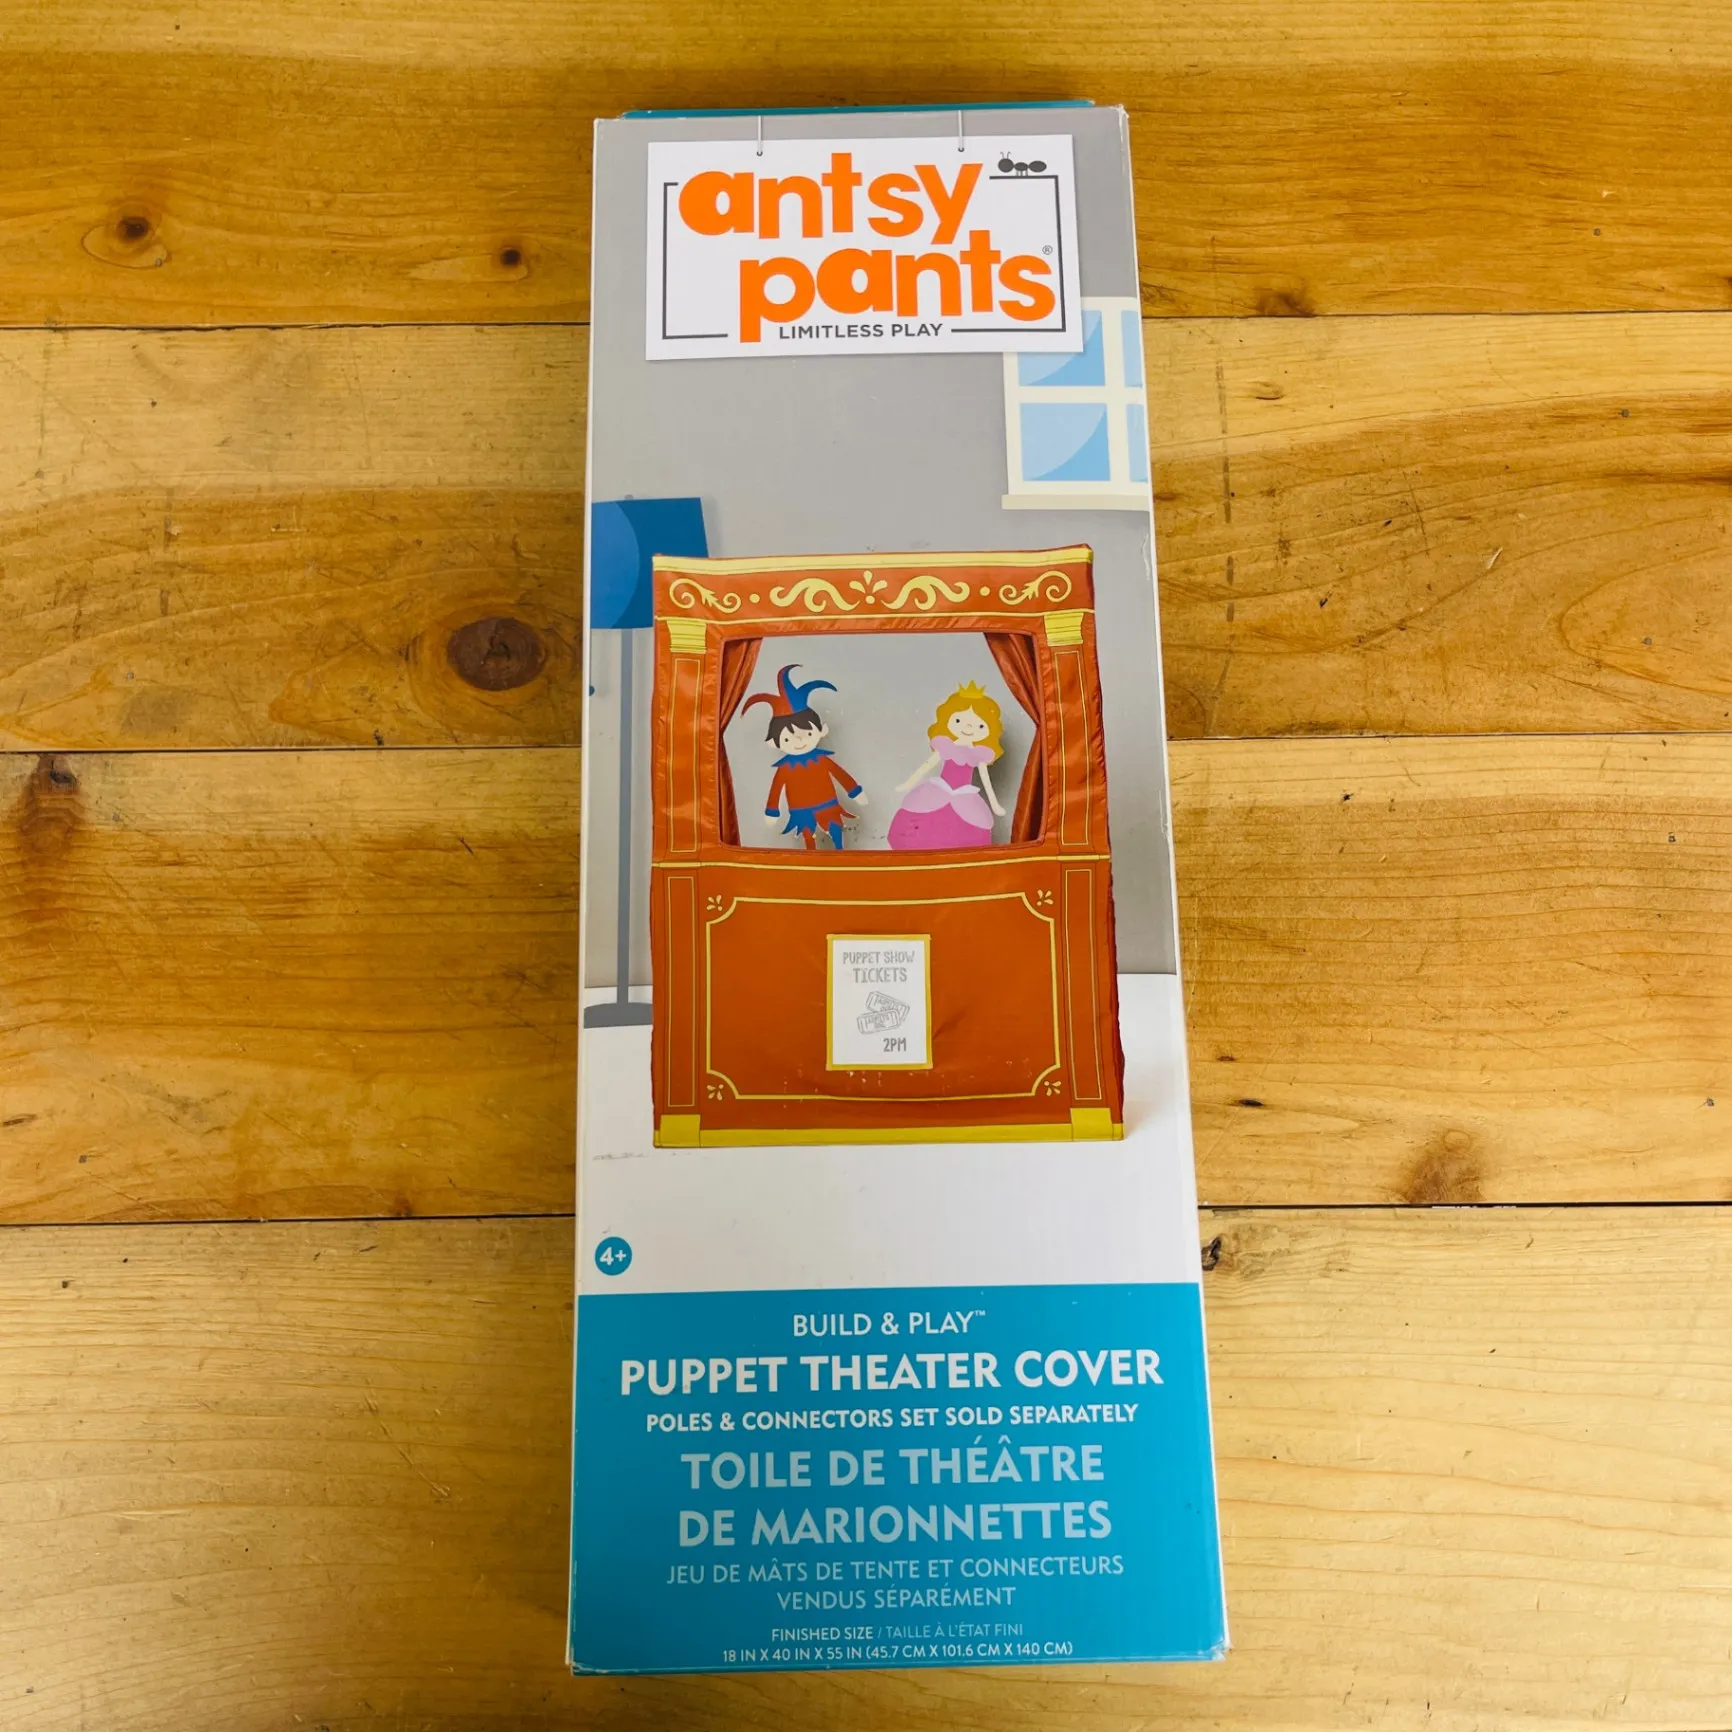 antsy
pants®
LIMITLESS PLAY
PUPPET SHOW
TICKETS
2PM
4+
BUILD & PLAY™
PUPPET THEATER COVER
POLES & CONNECTORS SET SOLD SEPARATELY
TOILE DE THÉÂTRE
DE MARIONNETTES
JEU DE MÂTS DE TENTE ET CONNECTEURS
VENDUS SÉPARÉMENT
FINISHED SIZE / TAILLE À L'ÉTAT FINI
18 IN X 40 IN X 55 IN (45.7 CM X 101.6 CM X 140 CM)